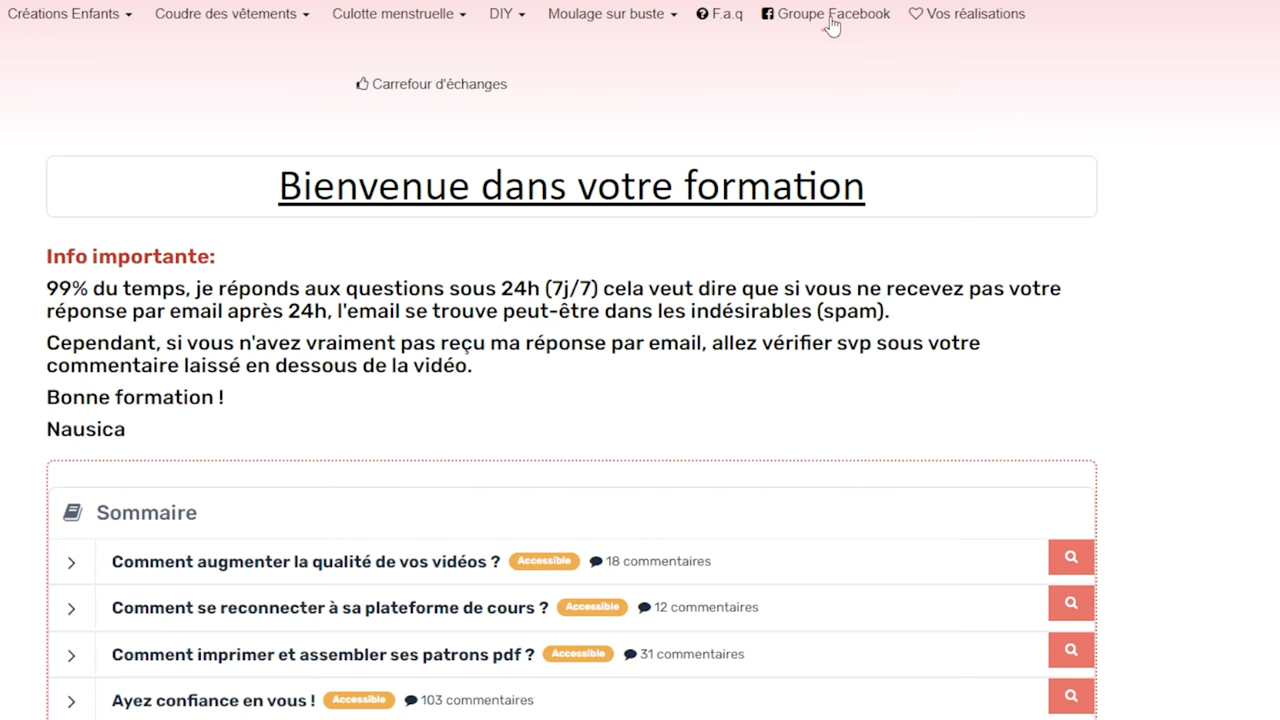 Créations Enfants Coudre des vêtements Culotte menstruelle DIY Moulage sur buste F.a.q Groupe Facebook Vos réalisations
Carrefour d'échanges
Bienvenue dans votre formation
Info importante:
99% du temps, je réponds aux questions sous 24h (7j/7) cela veut dire que si vous ne recevez pas votre
réponse par email après 24h, l'email se trouve peut-être dans les indésirables (spam).
Cependant, si vous n'avez vraiment pas reçu ma réponse par email, allez vérifier svp sous votre
commentaire laissé en dessous de la vidéo.
Bonne formation !
Nausica
Sommaire
Comment augmenter la qualité de vos vidéos ? Accessible 18 commentaires
Comment se reconnecter à sa plateforme de cours ? Accessible 12 commentaires
Comment imprimer et assembler ses patrons pdf ? Accessible 31 commentaires
Ayez confiance en vous ! Accessible 103 commentaires